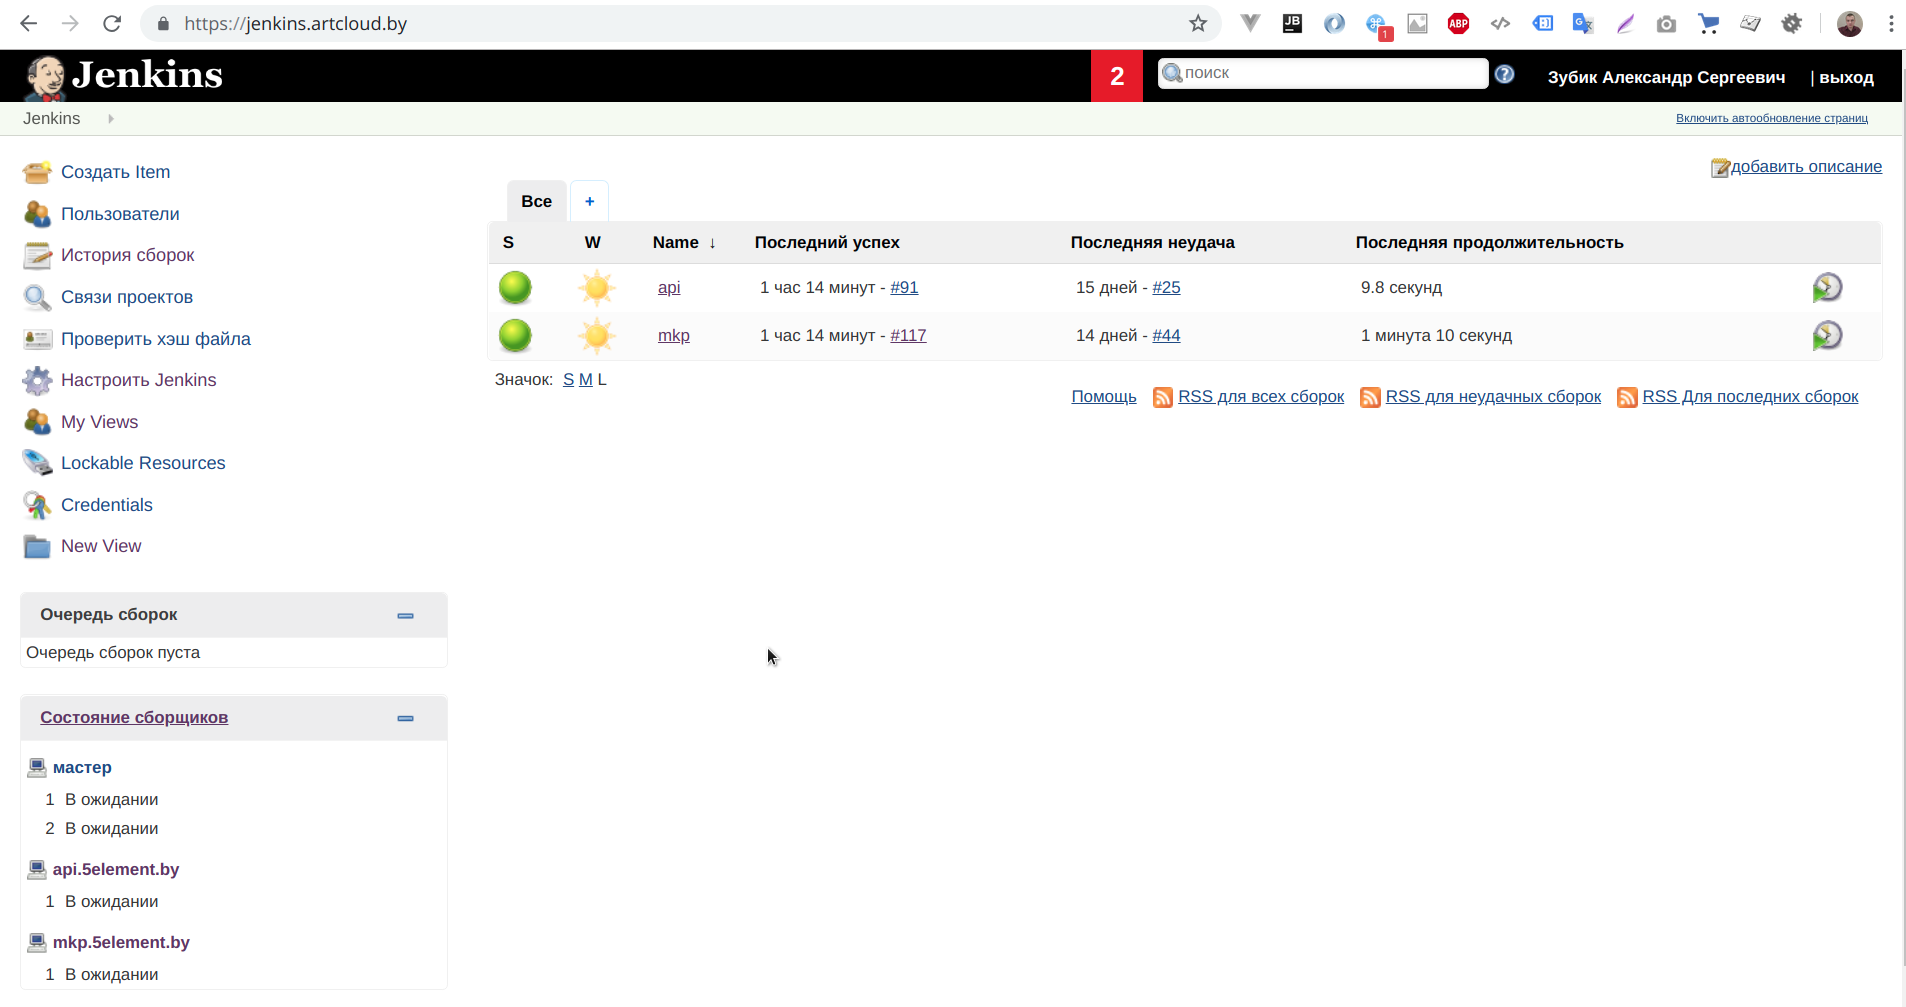 https://jenkins.artcloud.by
JB
1
ABP
Jenkins
2
поиск
Зубик Александр Сергеевич
| выход
Jenkins
Включить автообновление страниц
Создать Item
Пользователи
История сборок
Связи проектов
Проверить хэш файла
Настроить Jenkins
My Views
Lockable Resources
Credentials
New View
Очередь сборок
Очередь сборок пуста
Состояние сборщиков
мастер
1 В ожидании
2 В ожидании
api.5element.by
1 В ожидании
mkp.5element.by
1 В ожидании
добавить описание
Все +
S W Name ↓ Последний успех Последняя неудача Последняя продолжительность
api 1 час 14 минут - #91 15 дней - #25 9.8 секунд
mkp 1 час 14 минут - #117 14 дней - #44 1 минута 10 секунд
Значок: S M L
Помощь RSS для всех сборок RSS для неудачных сборок RSS Для последних сборок